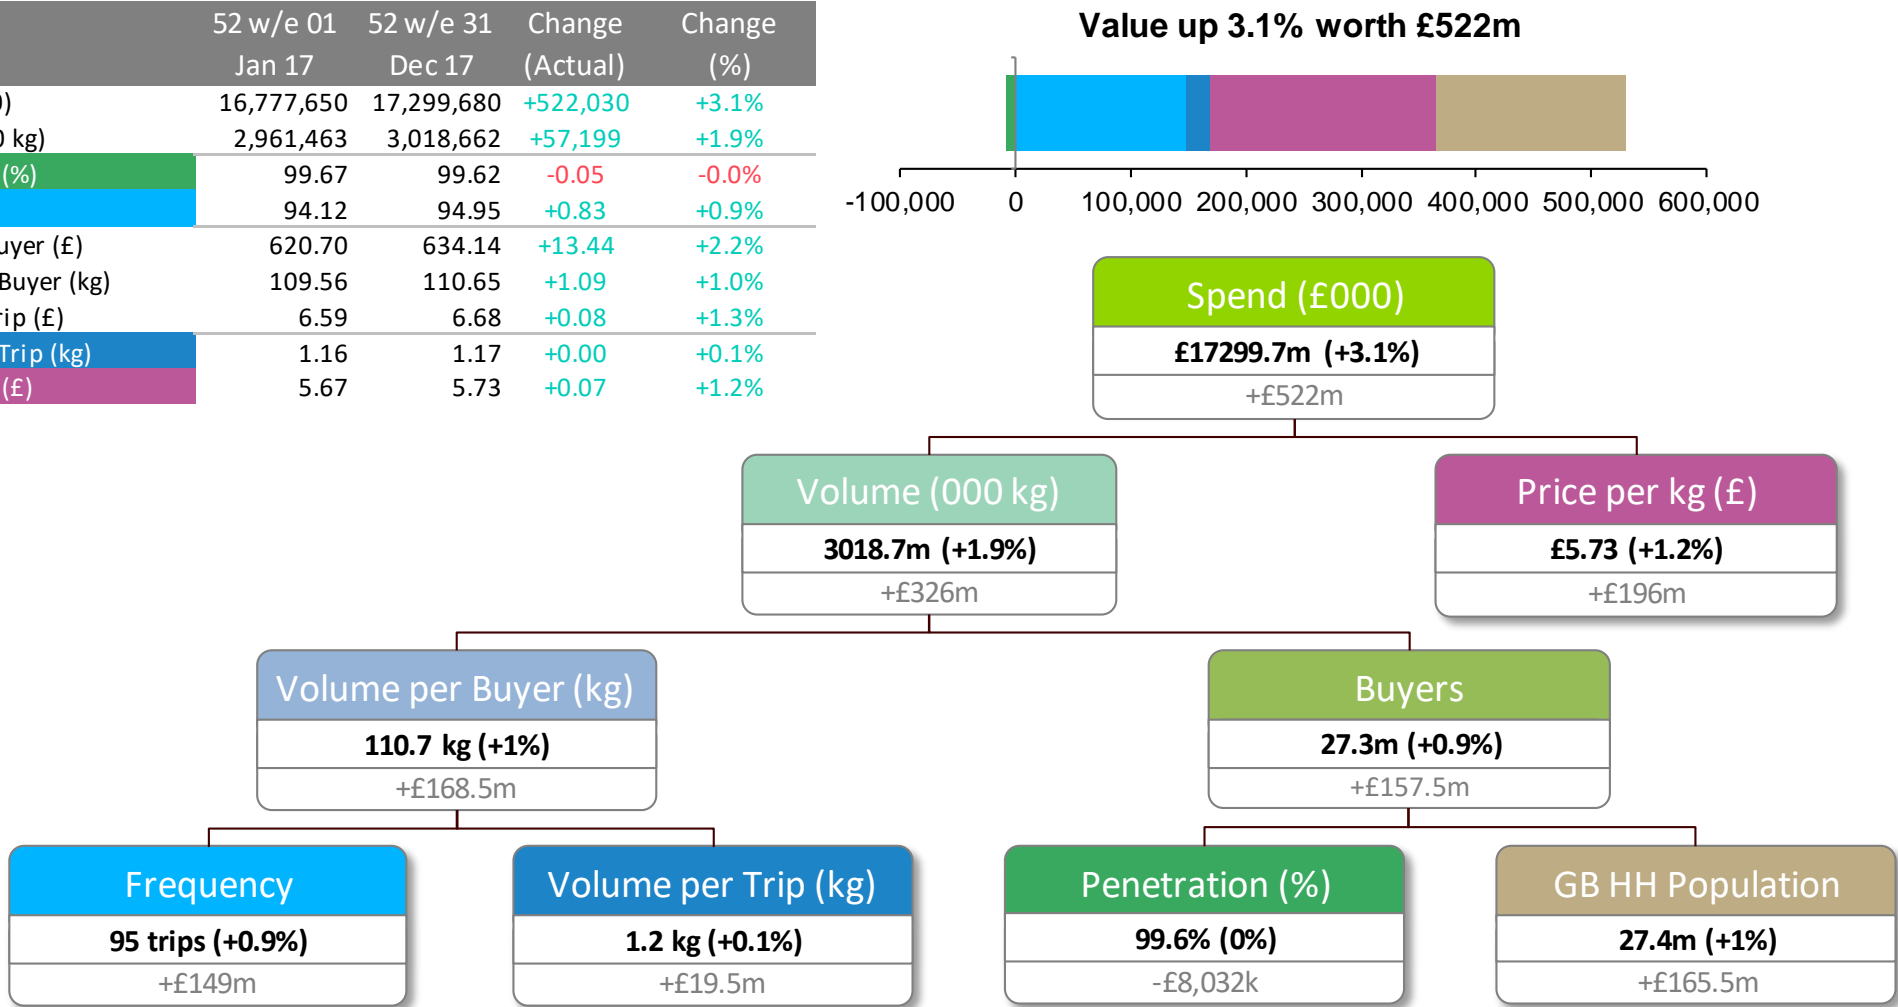 52 w/e 01 52 w/e 31 Change Change
Jan 17 Dec 17 (Actual) (%)
) 16,777,650 17,299,680 +522,030 +3.1%
kg) 2,961,463 3,018,662 +57,199 +1.9%
(%) 99.67 99.62 -0.05 -0.0%
94.12 94.95 +0.83 +0.9%
uyer (£) 620.70 634.14 +13.44 +2.2%
Buyer (kg) 109.56 110.65 +1.09 +1.0%
rip (£) 6.59 6.68 +0.08 +1.3%
Trip (kg) 1.16 1.17 +0.00 +0.1%
(£) 5.67 5.73 +0.07 +1.2%
Value up 3.1% worth £522m
-100,000 0 100,000 200,000 300,000 400,000 500,000 600,000
Spend (£000)
£17299.7m (+3.1%)
+£522m
Volume (000 kg)
3018.7m (+1.9%)
+£326m
Price per kg (£)
£5.73 (+1.2%)
+£196m
Volume per Buyer (kg)
110.7 kg (+1%)
+£168.5m
Buyers
27.3m (+0.9%)
+£157.5m
Frequency
95 trips (+0.9%)
+£149m
Volume per Trip (kg)
1.2 kg (+0.1%)
+£19.5m
Penetration (%)
99.6% (0%)
-£8,032k
GB HH Population
27.4m (+1%)
+£165.5m